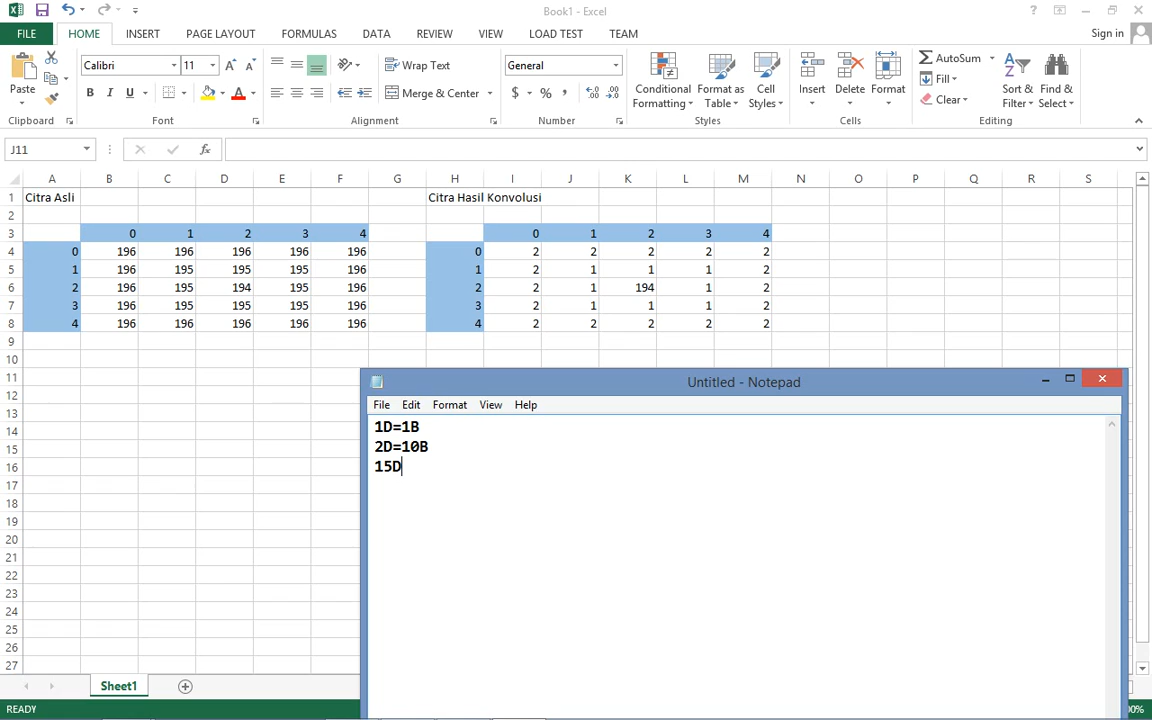 Book1 - Excel
?
FILE HOME INSERT PAGE LAYOUT FORMULAS DATA REVIEW VIEW LOAD TEST TEAM Sign in
Calibri 11 Wrap Text General AutoSum
Paste B I U Merge & Center $ % , Conditional Formatting Format as Table Cell Styles Insert Delete Format Fill Clear Sort & Filter Find & Select
Clipboard Font Alignment Number Styles Cells Editing
J11 fx
A B C D E F G H I J K L M N O P Q R S
1 Citra Asli Citra Hasil Konvolusi
2
3 0 1 2 3 4 0 1 2 3 4
4 0 196 196 196 196 196 0 2 2 2 2 2
5 1 196 195 195 195 196 1 2 1 1 1 2
6 2 196 195 194 195 196 2 2 1 194 1 2
7 3 196 195 195 195 196 3 2 1 1 1 2
8 4 196 196 196 196 196 4 2 2 2 2 2
9
10
11
12
13
14
15
16
17
18
19
20
21
22
23
24
25
26
27
Untitled - Notepad
File Edit Format View Help
1D=1B
2D=10B
15D
Sheet1
READY